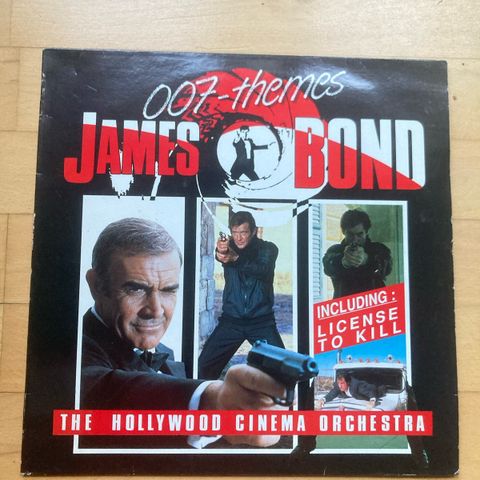 007-themes
JAMES BOND
INCLUDING:
LICENSE
TO KILL
THE HOLLYWOOD CINEMA ORCHESTRA